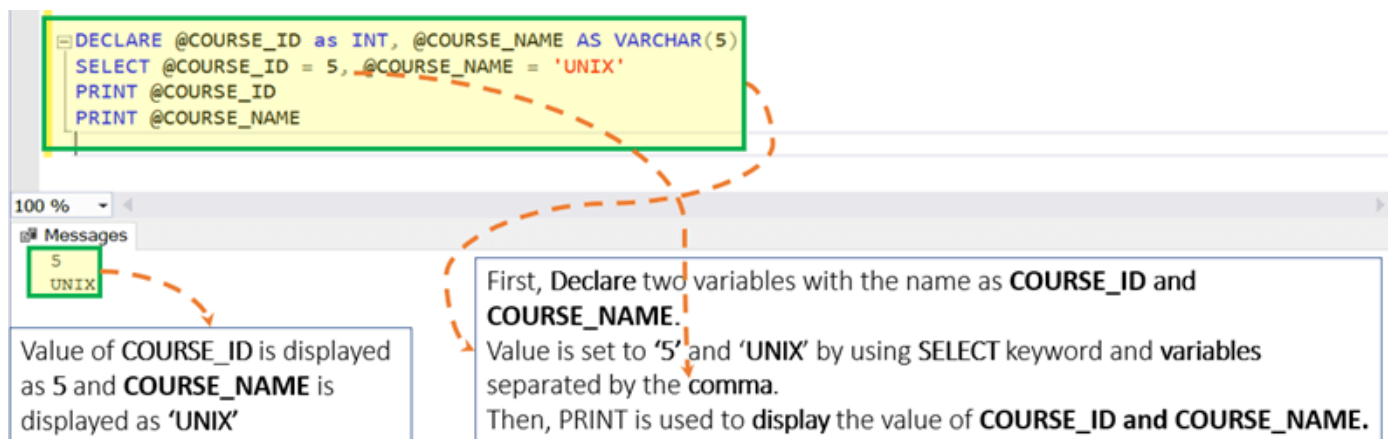 DECLARE @COURSE_ID as INT, @COURSE_NAME AS VARCHAR(5)
SELECT @COURSE_ID = 5, @COURSE_NAME = 'UNIX'
PRINT @COURSE_ID
PRINT @COURSE_NAME
100 %
Messages
5
UNIX
Value of COURSE_ID is displayed
as 5 and COURSE_NAME is
displayed as ‘UNIX’
First, Declare two variables with the name as COURSE_ID and
COURSE_NAME.
Value is set to ‘5’ and ‘UNIX’ by using SELECT keyword and variables
separated by the comma.
Then, PRINT is used to display the value of COURSE_ID and COURSE_NAME.